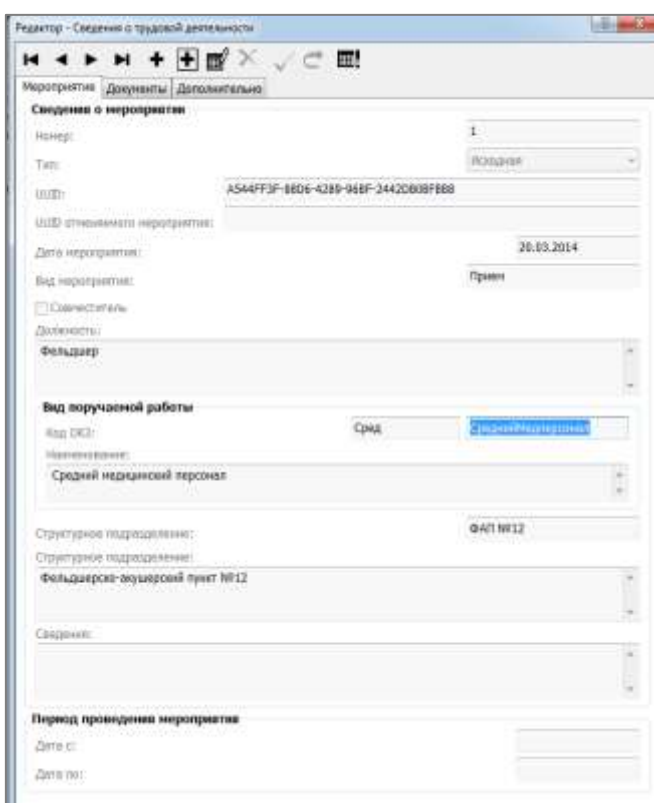 Редактор - Сведения о трудовой деятельности
Мероприятие Документы Дополнительно
Сведения о мероприятии
Номер: 1
Тип: Исходная
UUID: A544FF3F-88D6-4289-968F-2442DB0BFBB8
UUID отменяемого мероприятия:
Дата мероприятия: 20.03.2014
Вид мероприятия: Прием
Совместитель
Должность:
Фельдшер
Вид поручаемой работы
Код ОКЗ: Сред СреднийМедперсонал
Наименование:
Средний медицинский персонал
Структурное подразделение: ФАП №12
Структурное подразделение:
Фельдшерско-акушерский пункт №12
Сведения:
Период проведения мероприятия
Дата с:
Дата по: